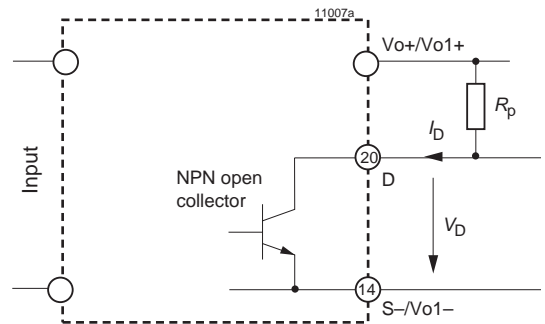 11007a
Vo+/Vo1+
Rp
ID
20
D
Input
NPN open
collector
VD
14
S–/Vo1–